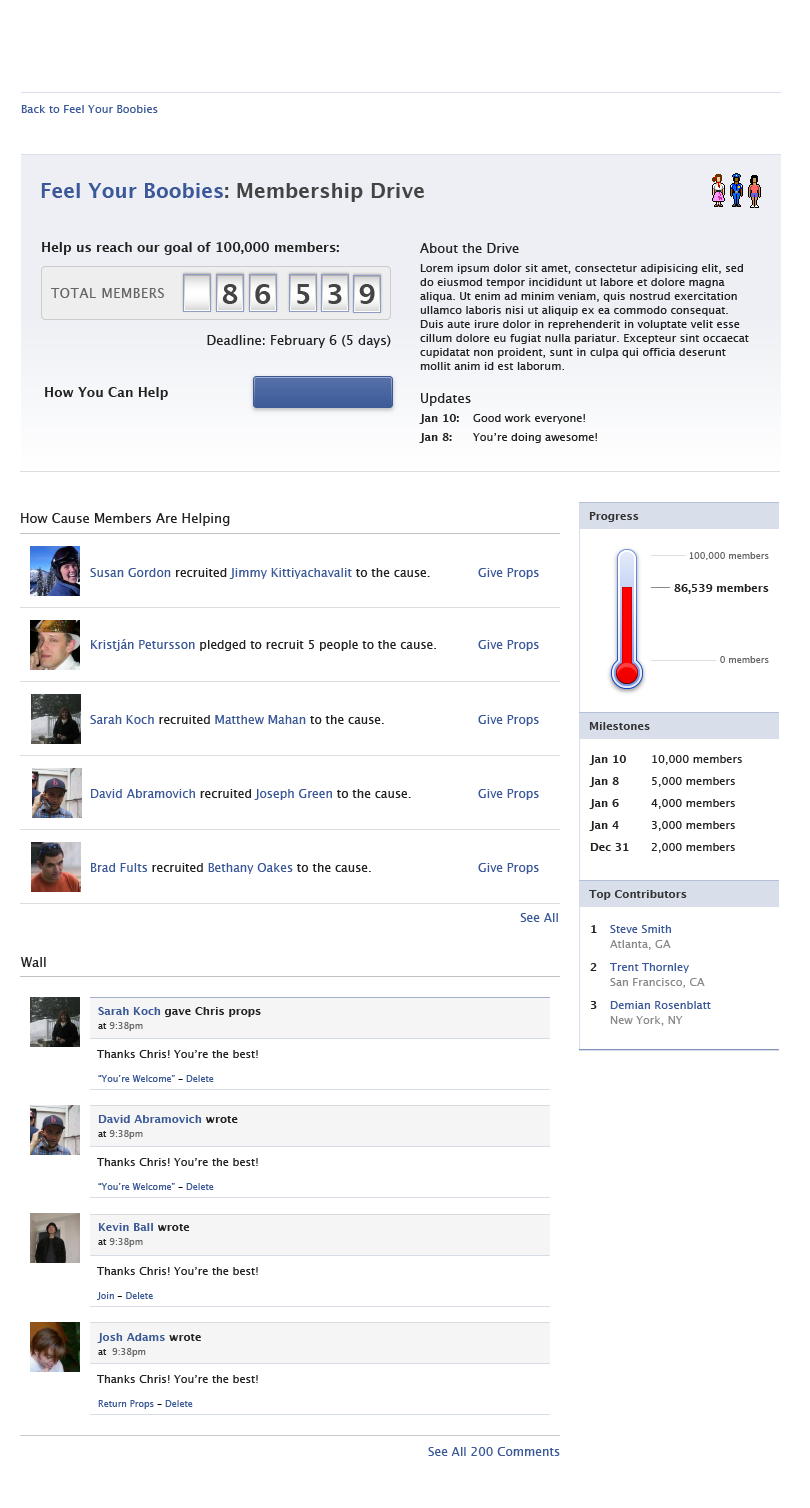 Back to Feel Your Boobies
Feel Your Boobies: Membership Drive
Help us reach our goal of 100,000 members:
TOTAL MEMBERS 86 539
Deadline: February 6 (5 days)
How You Can Help
About the Drive
Lorem ipsum dolor sit amet, consectetur adipisicing elit, sed
do eiusmod tempor incididunt ut labore et dolore magna
aliqua. Ut enim ad minim veniam, quis nostrud exercitation
ullamco laboris nisi ut aliquip ex ea commodo consequat.
Duis aute irure dolor in reprehenderit in voluptate velit esse
cillum dolore eu fugiat nulla pariatur. Excepteur sint occaecat
cupidatat non proident, sunt in culpa qui officia deserunt
mollit anim id est laborum.
Updates
Jan 10: Good work everyone!
Jan 8: You're doing awesome!
How Cause Members Are Helping
Susan Gordon recruited Jimmy Kittiyachavalit to the cause. Give Props
Kristján Petursson pledged to recruit 5 people to the cause. Give Props
Sarah Koch recruited Matthew Mahan to the cause. Give Props
David Abramovich recruited Joseph Green to the cause. Give Props
Brad Fults recruited Bethany Oakes to the cause. Give Props
See All
Wall
Sarah Koch gave Chris props
at 9:38pm
Thanks Chris! You're the best!
"You're Welcome" – Delete
David Abramovich wrote
at 9:38pm
Thanks Chris! You're the best!
"You're Welcome" – Delete
Kevin Ball wrote
at 9:38pm
Thanks Chris! You're the best!
Join – Delete
Josh Adams wrote
at 9:38pm
Thanks Chris! You're the best!
Return Props – Delete
See All 200 Comments
Progress
100,000 members
86,539 members
0 members
Milestones
Jan 10 10,000 members
Jan 8 5,000 members
Jan 6 4,000 members
Jan 4 3,000 members
Dec 31 2,000 members
Top Contributors
1 Steve Smith
Atlanta, GA
2 Trent Thornley
San Francisco, CA
3 Demian Rosenblatt
New York, NY